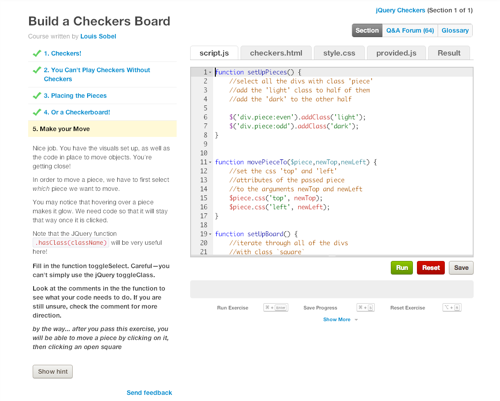 jQuery Checkers (Section 1 of 1)
Build a Checkers Board
Course written by Louis Sobel
Section Q&A Forum (64) Glossary
script.js checkers.html style.css provided.js Result
1. Checkers!
2. You Can't Play Checkers Without
Checkers
3. Placing the Pieces
4. Or a Checkerboard!
5. Make your Move
Nice job. You have the visuals set up, as well as
the code in place to move objects. You're
getting close!
In order to move a piece, we have to first select
which piece we want to move.
You may notice that hovering over a piece
makes it glow. We need code so that it will stay
that way once it is clicked.
Note that the JQuery function
.hasClass(className) will be very useful
here!
Fill in the function toggleSelect. Careful—you
can't simply use the jQuery toggleClass.
Look at the comments in the the function to
see what your code needs to do. If you are
still unsure, check the comment for more
direction.
by the way... after you pass this exercise, you
will be able to move a piece by clicking on it,
then clicking an open square
Show hint
Send feedback
1 function setUpPieces() {
2 //select all the divs with class 'piece'
3 //add the 'light' class to half of them
4 //add the 'dark' to the other half
5
6 $('div.piece:even').addClass('light');
7 $('div.piece:odd').addClass('dark');
8 }
9
10
11 function movePieceTo($piece,newTop,newLeft) {
12 //set the css 'top' and 'left'
13 //attributes of the passed piece
14 //to the arguments newTop and newLeft
15 $piece.css('top', newTop);
16 $piece.css('left', newLeft);
17 }
18
19 function setUpBoard() {
20 //iterate through all of the divs
21 //with class `square`
Run Reset Save
Run Exercise Save Progress Reset Exercise
Show More